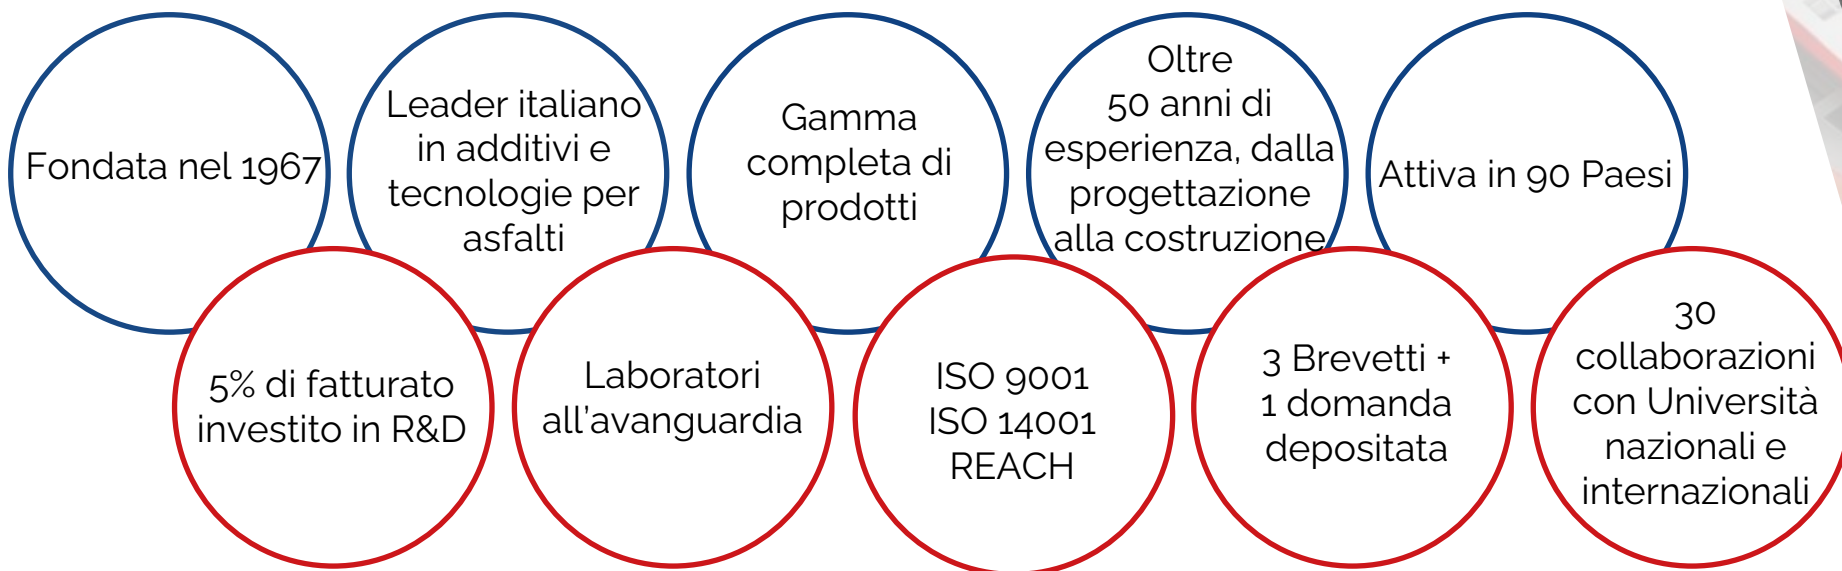 Fondata nel 1967
Leader italiano
in additivi e
tecnologie per
asfalti
Gamma
completa di
prodotti
Oltre
50 anni di
esperienza, dalla
progettazione
alla costruzione
Attiva in 90 Paesi
5% di fatturato
investito in R&D
Laboratori
all’avanguardia
ISO 9001
ISO 14001
REACH
3 Brevetti +
1 domanda
depositata
30
collaborazioni
con Università
nazionali e
internazionali